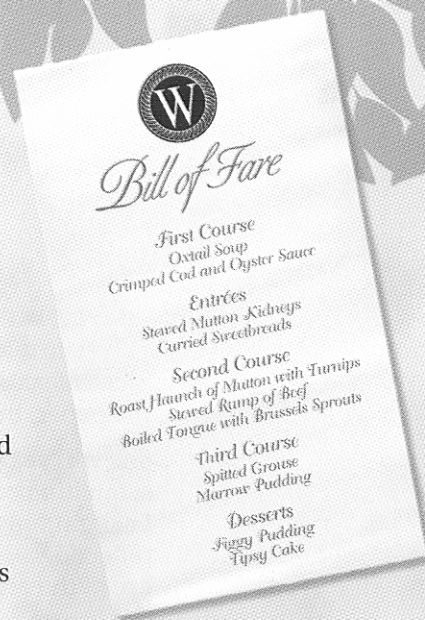 W
Bill of Fare
First Course
Oxtail Soup
Crimped Cod and Oyster Sauce
Entrées
Stewed Mutton Kidneys
Curried Sweetbreads
Second Course
Roast Haunch of Mutton with Turnips
Stewed Rump of Beef
Boiled Tongue with Brussels Sprouts
Third Course
Spitted Grouse
Marrow Pudding
Desserts
Figgy Pudding
Tipsy Cake
d
s